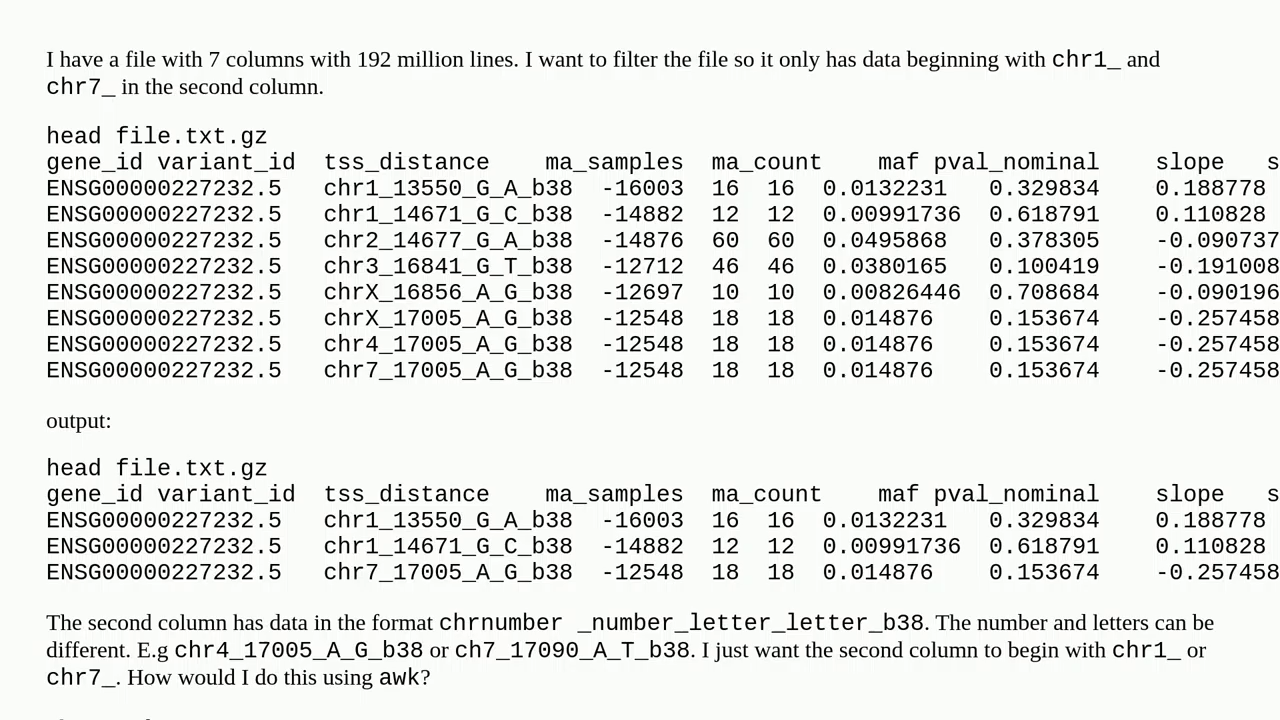 I have a file with 7 columns with 192 million lines. I want to filter the file so it only has data beginning with chr1_ and
chr7_ in the second column.
head file.txt.gz
gene_id variant_id  tss_distance    ma_samples  ma_count    maf pval_nominal    slope   s
ENSG00000227232.5   chr1_13550_G_A_b38  -16003  16  16  0.0132231   0.329834    0.188778
ENSG00000227232.5   chr1_14671_G_C_b38  -14882  12  12  0.00991736  0.618791    0.110828
ENSG00000227232.5   chr2_14677_G_A_b38  -14876  60  60  0.0495868   0.378305    -0.090737
ENSG00000227232.5   chr3_16841_G_T_b38  -12712  46  46  0.0380165   0.100419    -0.191008
ENSG00000227232.5   chrX_16856_A_G_b38  -12697  10  10  0.00826446  0.708684    -0.090196
ENSG00000227232.5   chrX_17005_A_G_b38  -12548  18  18  0.014876    0.153674    -0.257458
ENSG00000227232.5   chr4_17005_A_G_b38  -12548  18  18  0.014876    0.153674    -0.257458
ENSG00000227232.5   chr7_17005_A_G_b38  -12548  18  18  0.014876    0.153674    -0.257458
output:
head file.txt.gz
gene_id variant_id  tss_distance    ma_samples  ma_count    maf pval_nominal    slope   s
ENSG00000227232.5   chr1_13550_G_A_b38  -16003  16  16  0.0132231   0.329834    0.188778
ENSG00000227232.5   chr1_14671_G_C_b38  -14882  12  12  0.00991736  0.618791    0.110828
ENSG00000227232.5   chr7_17005_A_G_b38  -12548  18  18  0.014876    0.153674    -0.257458
The second column has data in the format chrnumber _number_letter_letter_b38. The number and letters can be
different. E.g chr4_17005_A_G_b38 or ch7_17090_A_T_b38. I just want the second column to begin with chr1_ or
chr7_. How would I do this using awk?